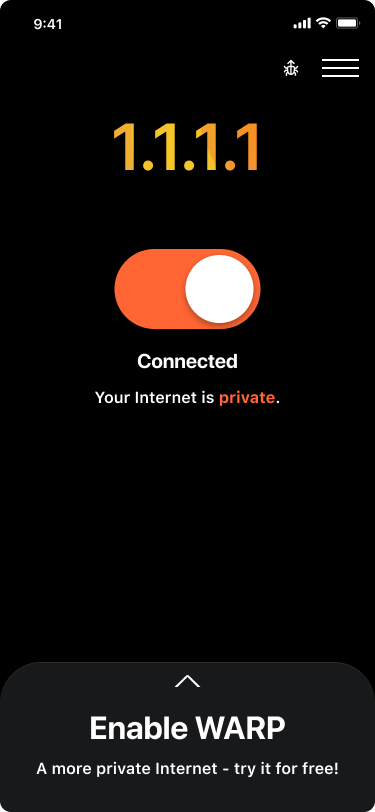 9:41
1.1.1.1
Connected
Your Internet is private.
Enable WARP
A more private Internet - try it for free!